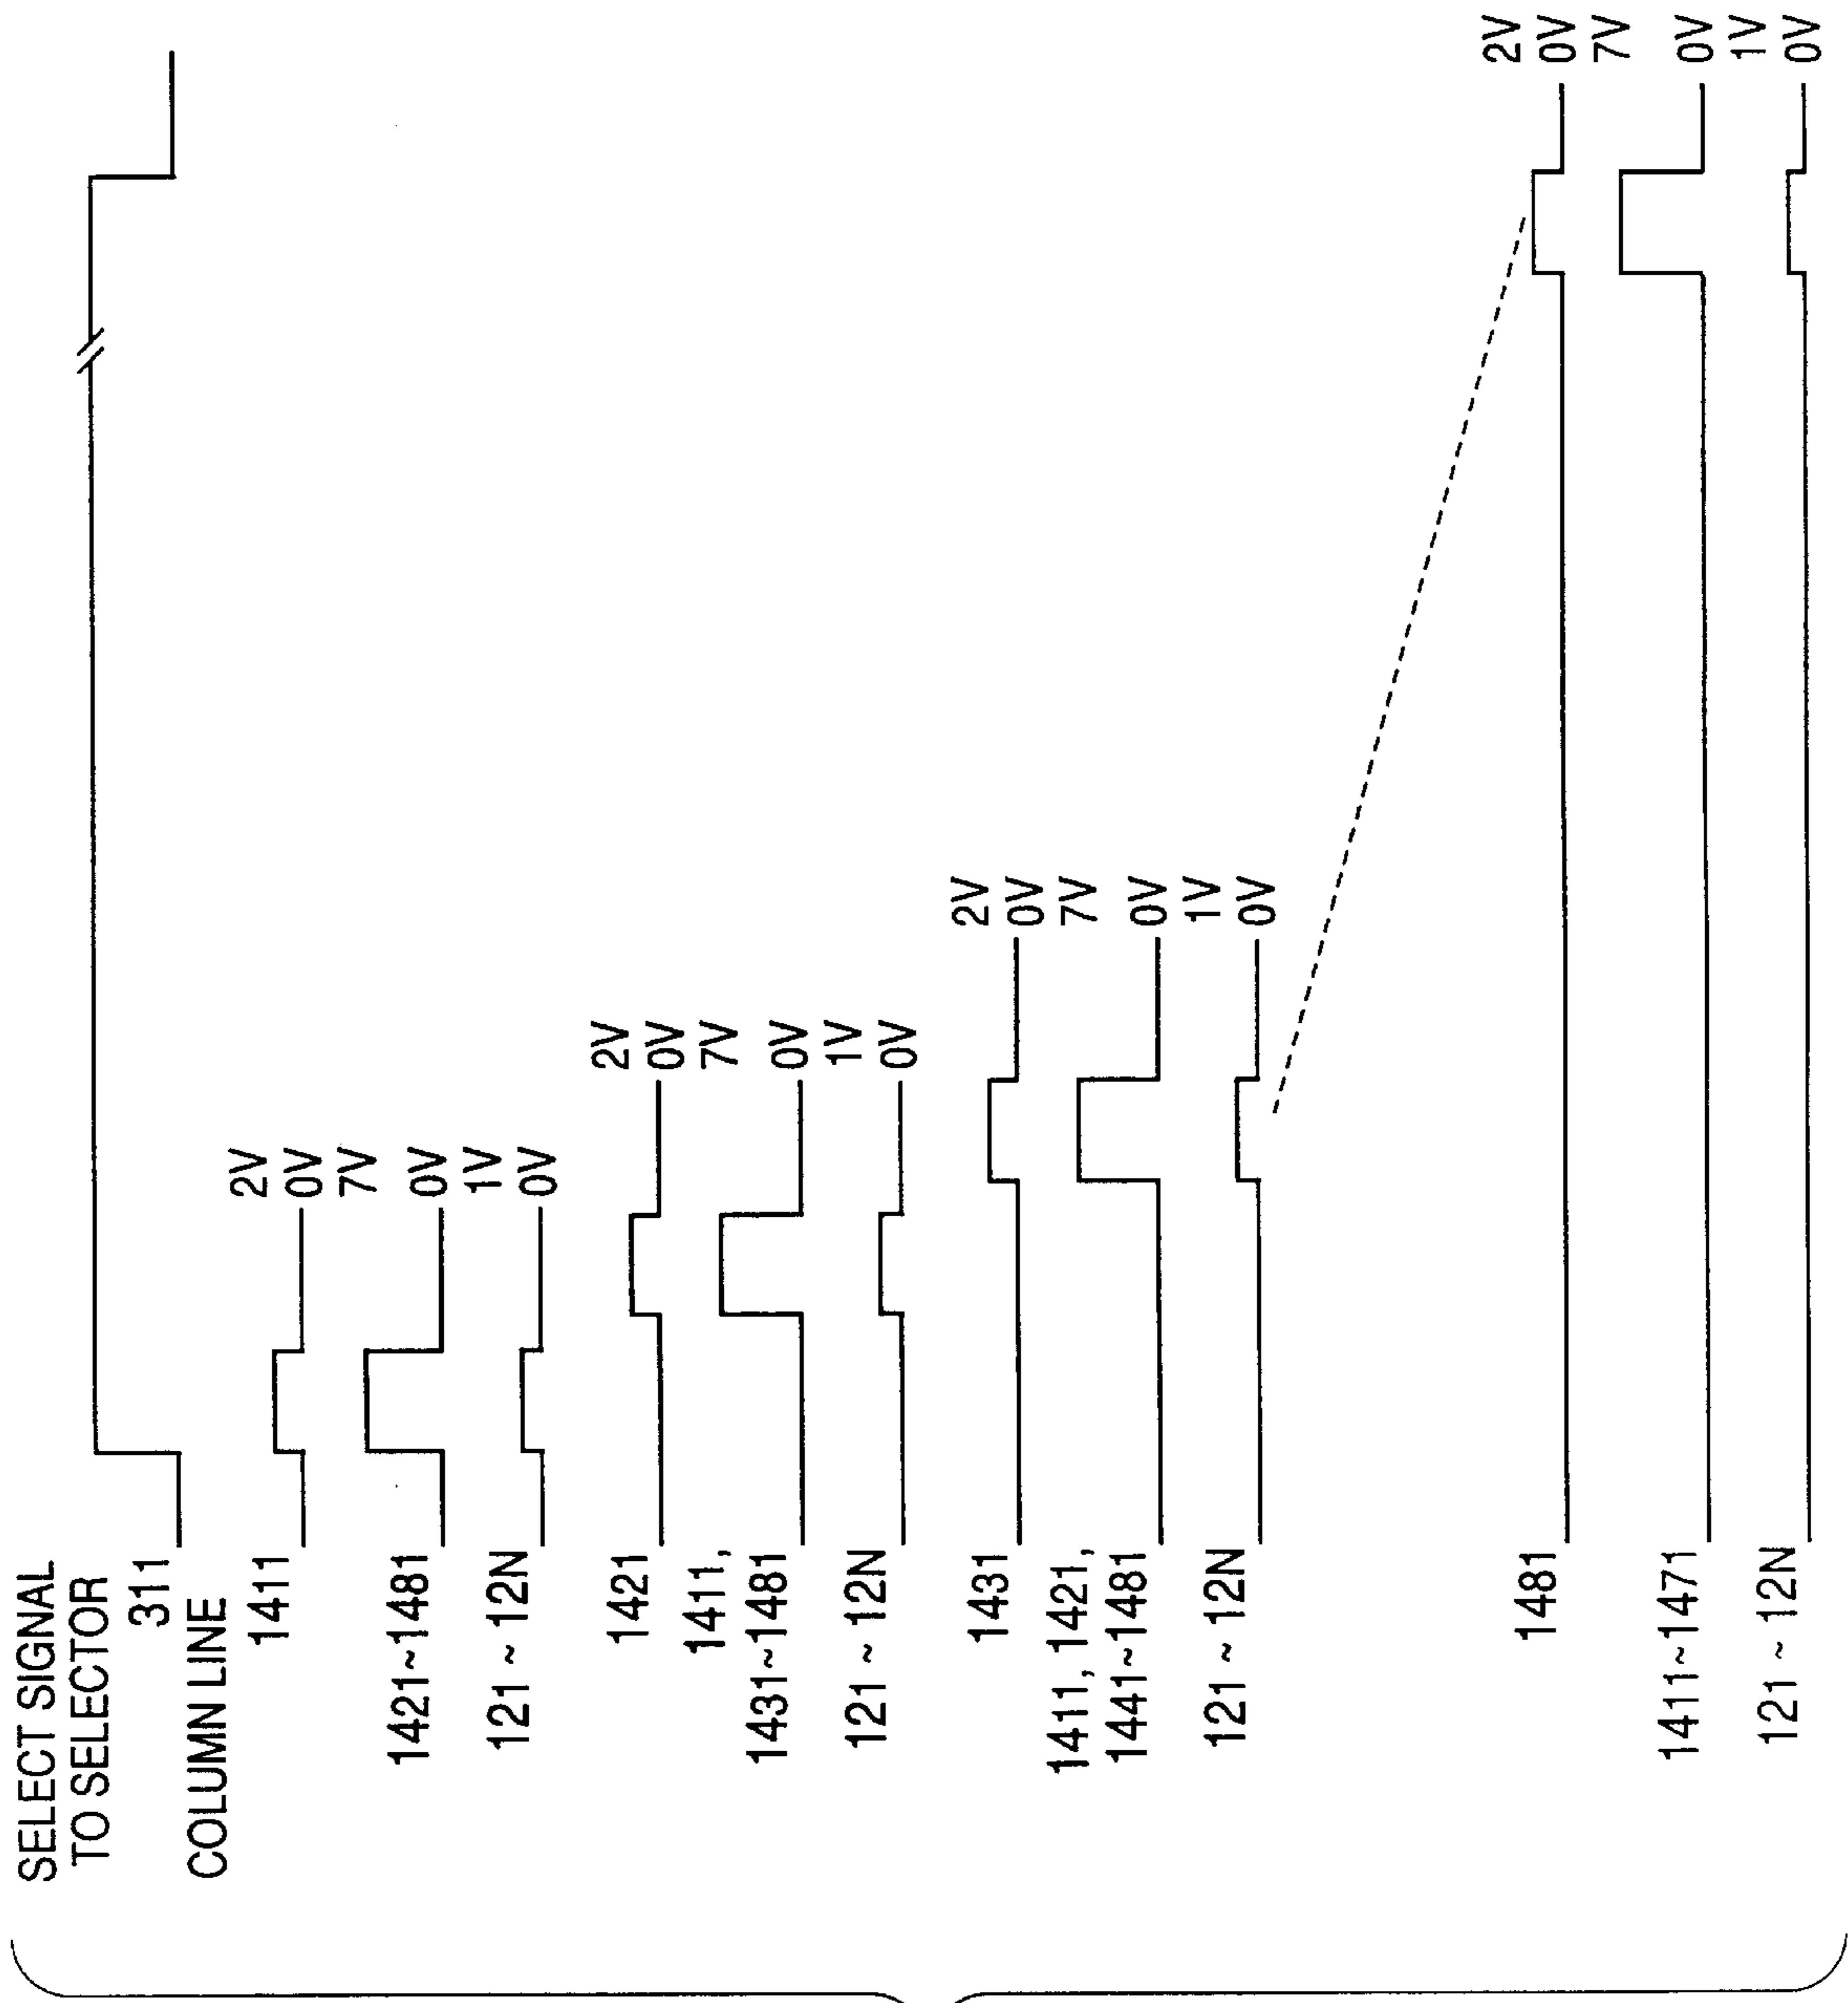 SELECT SIGNAL
TO SELECTOR
311
COLUMN LINE
1411
2V
0V
1421~1481
7V
0V
121 ~ 12N
1V
0V
1421
2V
0V
1411,
1431~1481
7V
0V
121 ~ 12N
1V
0V
1431
2V
0V
1411, 1421,
1441~1481
7V
0V
121 ~ 12N
1V
0V
1481
2V
0V
1411~1471
7V
0V
121 ~ 12N
1V
0V